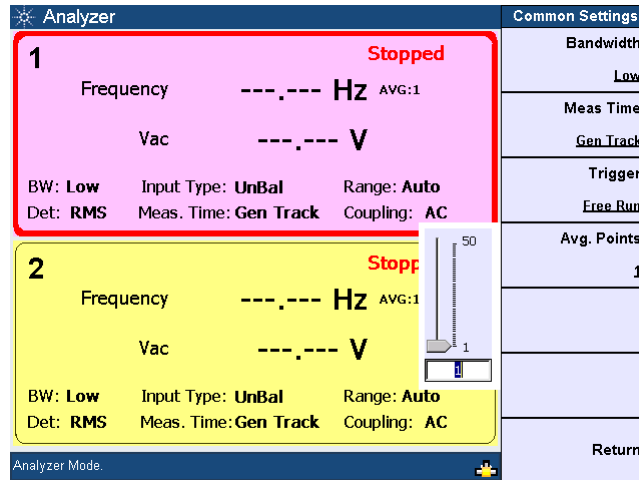 Analyzer
1 Stopped
Frequency ---.--- Hz AVG:1
Vac ---.--- V
BW: Low Input Type: UnBal Range: Auto
Det: RMS Meas. Time: Gen Track Coupling: AC
2 Stopp
Frequency ---.--- Hz AVG:1
Vac ---.--- V
BW: Low Input Type: UnBal Range: Auto
Det: RMS Meas. Time: Gen Track Coupling: AC
50
1
1
Analyzer Mode.
Common Settings
Bandwidth
Low
Meas Time
Gen Track
Trigger
Free Run
Avg. Points
1
Return